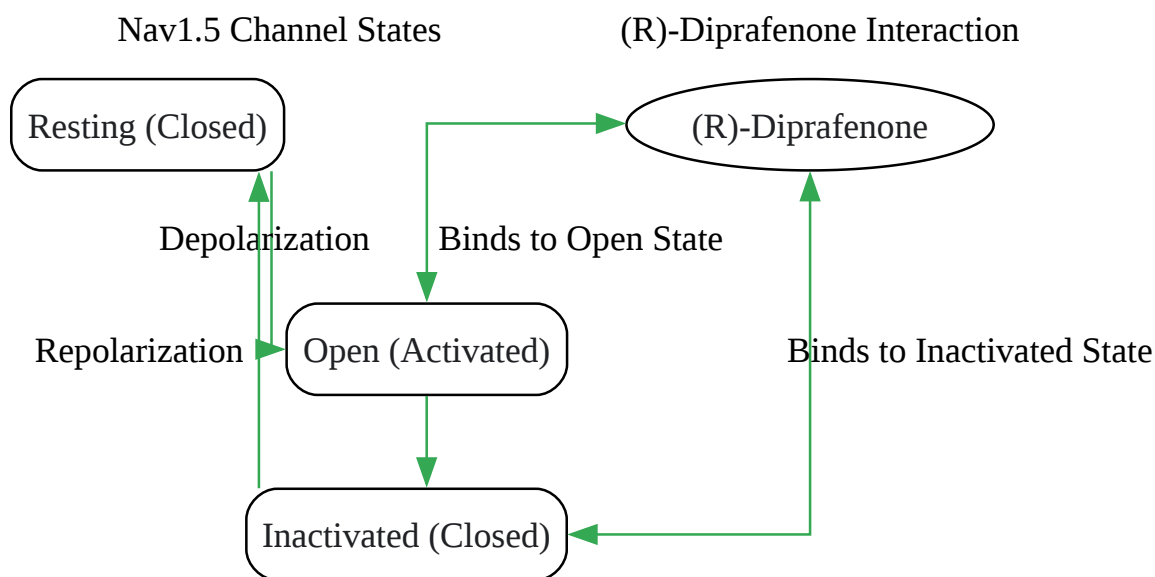 Nav1.5 Channel States
(R)-Diprafenone Interaction
Resting (Closed)
(R)-Diprafenone
Depolarization
Binds to Open State
Repolarization
Open (Activated)
Binds to Inactivated State
Inactivated (Closed)